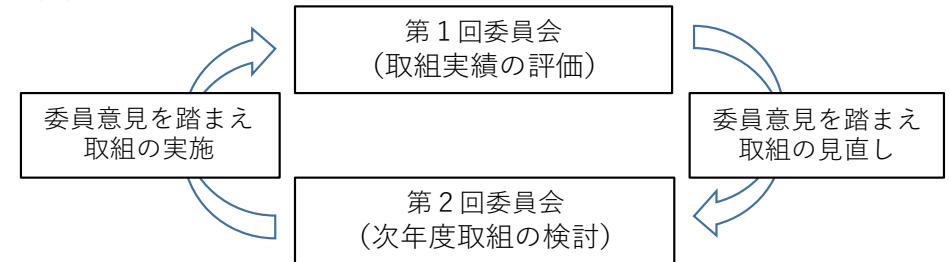 第１回委員会
（取組実績の評価）
委員意見を踏まえ
取組の実施
委員意見を踏まえ
取組の見直し
第２回委員会
（次年度取組の検討）